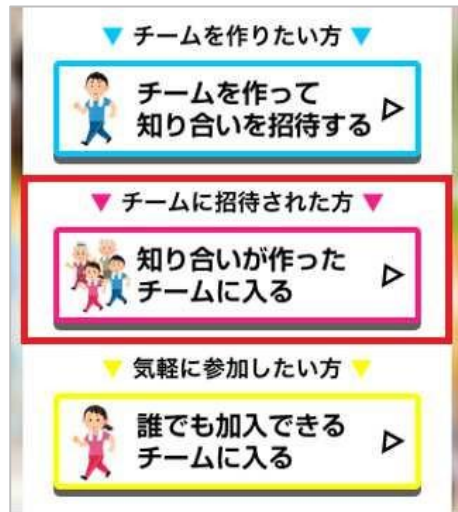 ▼ チームを作りたい方 ▼
チームを作って
知り合いを招待する
▼ チームに招待された方 ▼
知り合いが作った
チームに入る
▼ 気軽に参加したい方 ▼
誰でも加入できる
チームに入る